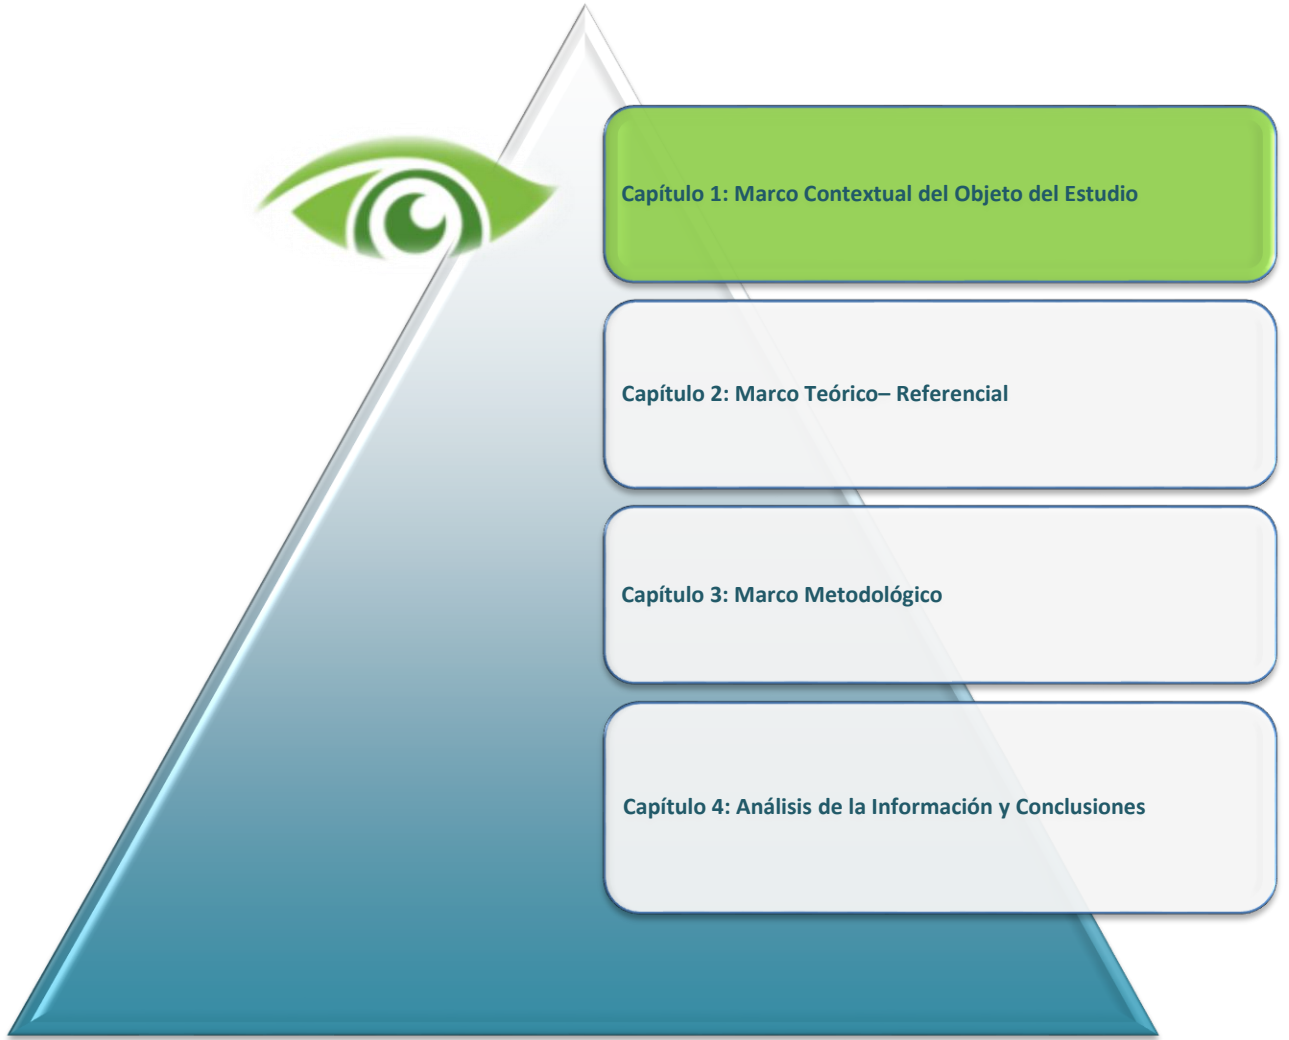 Capítulo 1: Marco Contextual del Objeto del Estudio
Capítulo 2: Marco Teórico– Referencial
Capítulo 3: Marco Metodológico
Capítulo 4: Análisis de la Información y Conclusiones